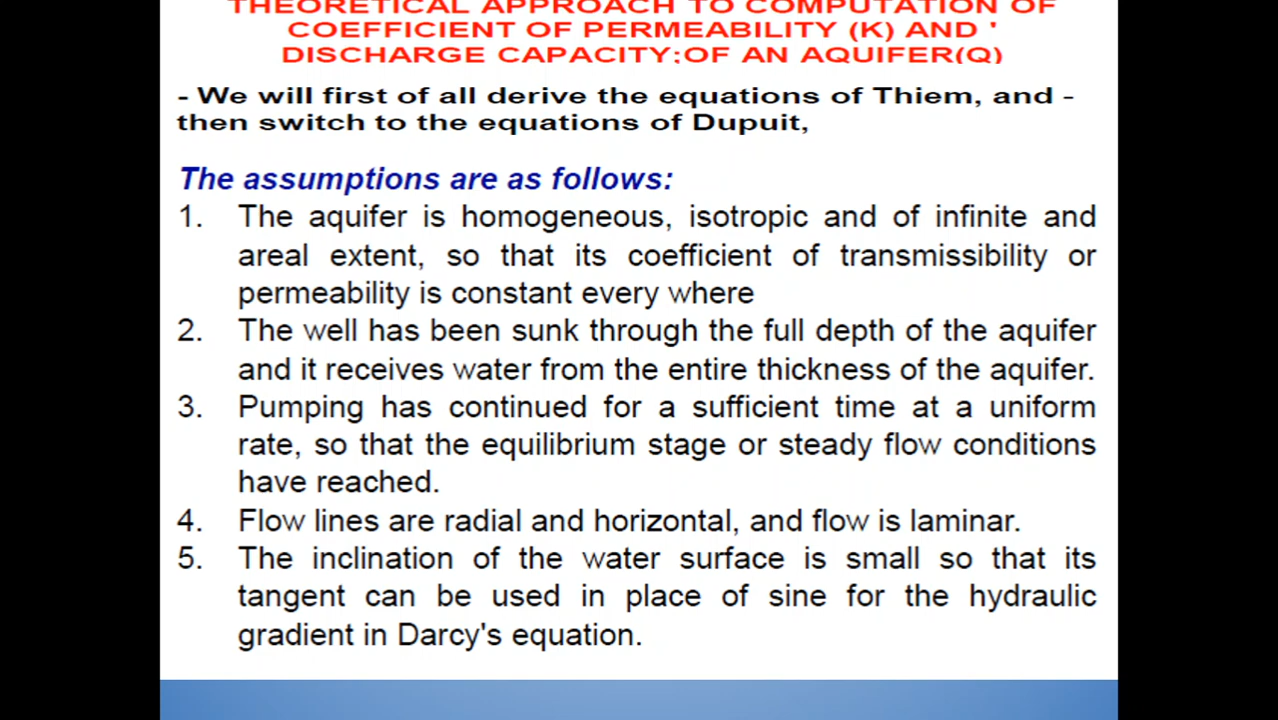 THEORETICAL APPROACH TO COMPUTATION OF
COEFFICIENT OF PERMEABILITY (K) AND '
DISCHARGE CAPACITY;OF AN AQUIFER(Q)
- We will first of all derive the equations of Thiem, and -
then switch to the equations of Dupuit,
The assumptions are as follows:
1. The aquifer is homogeneous, isotropic and of infinite and
areal extent, so that its coefficient of transmissibility or
permeability is constant every where
2. The well has been sunk through the full depth of the aquifer
and it receives water from the entire thickness of the aquifer.
3. Pumping has continued for a sufficient time at a uniform
rate, so that the equilibrium stage or steady flow conditions
have reached.
4. Flow lines are radial and horizontal, and flow is laminar.
5. The inclination of the water surface is small so that its
tangent can be used in place of sine for the hydraulic
gradient in Darcy's equation.